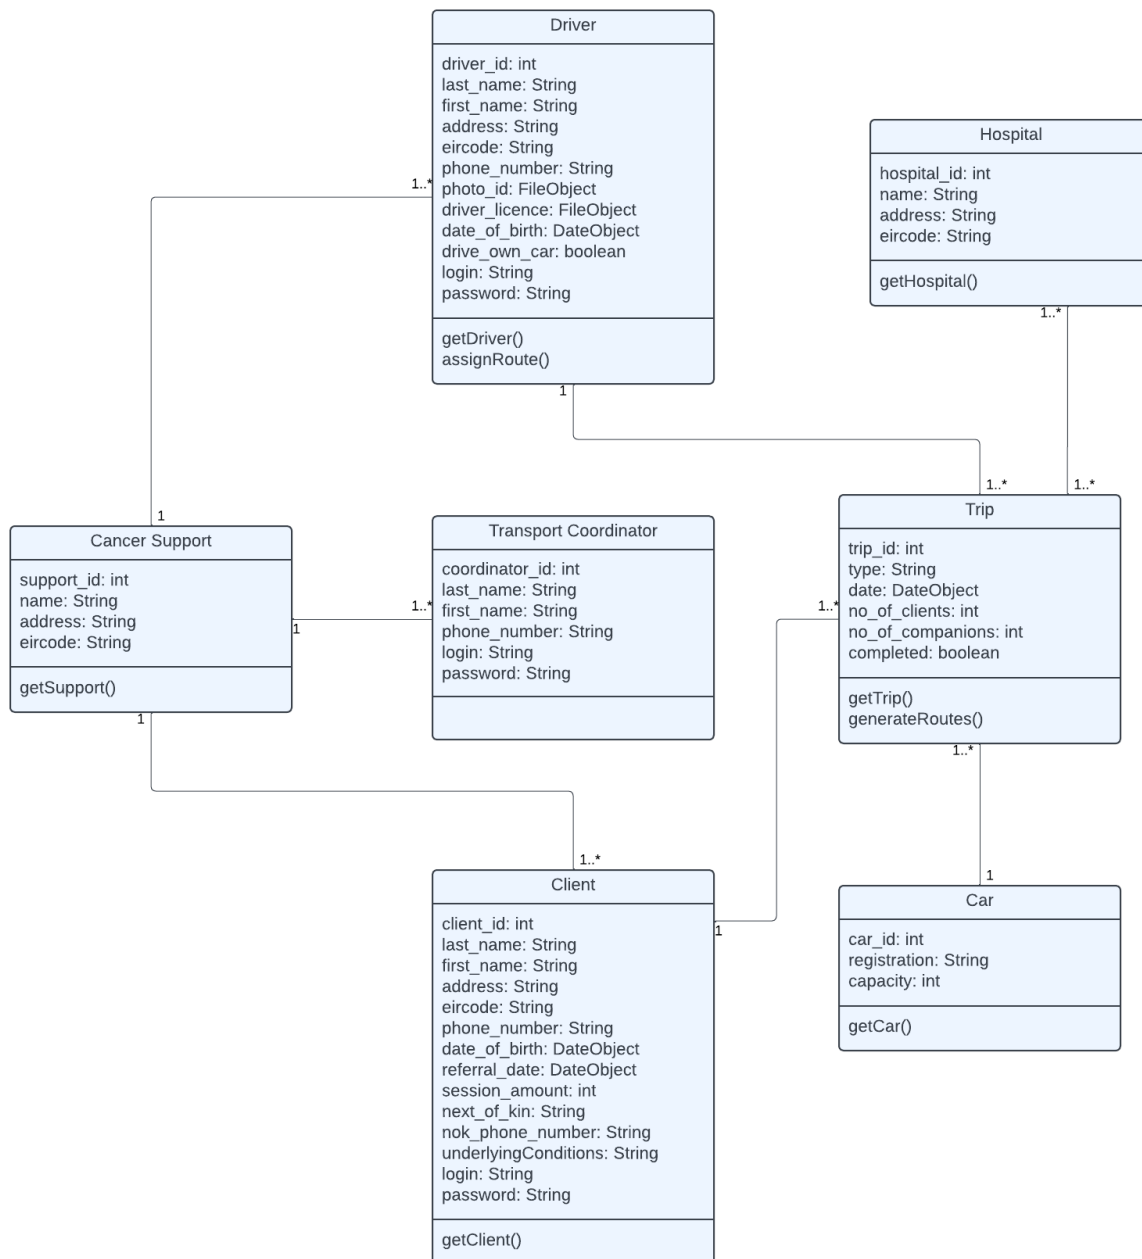 Driver
driver_id: int
last_name: String
first_name: String
address: String
eircode: String
phone_number: String
photo_id: FileObject
driver_licence: FileObject
date_of_birth: DateObject
drive_own_car: boolean
login: String
password: String
getDriver()
assignRoute()
1..*
1
Hospital
hospital_id: int
name: String
address: String
eircode: String
getHospital()
1..*
1..*
1..*
1
Cancer Support
support_id: int
name: String
address: String
eircode: String
getSupport()
1
1..*
1
Transport Coordinator
coordinator_id: int
last_name: String
first_name: String
phone_number: String
login: String
password: String
Trip
trip_id: int
type: String
date: DateObject
no_of_clients: int
no_of_companions: int
completed: boolean
getTrip()
generateRoutes()
1..*
1..*
1
1..*
Client
client_id: int
last_name: String
first_name: String
address: String
eircode: String
phone_number: String
date_of_birth: DateObject
referral_date: DateObject
session_amount: int
next_of_kin: String
nok_phone_number: String
underlyingConditions: String
login: String
password: String
getClient()
1
Car
car_id: int
registration: String
capacity: int
getCar()